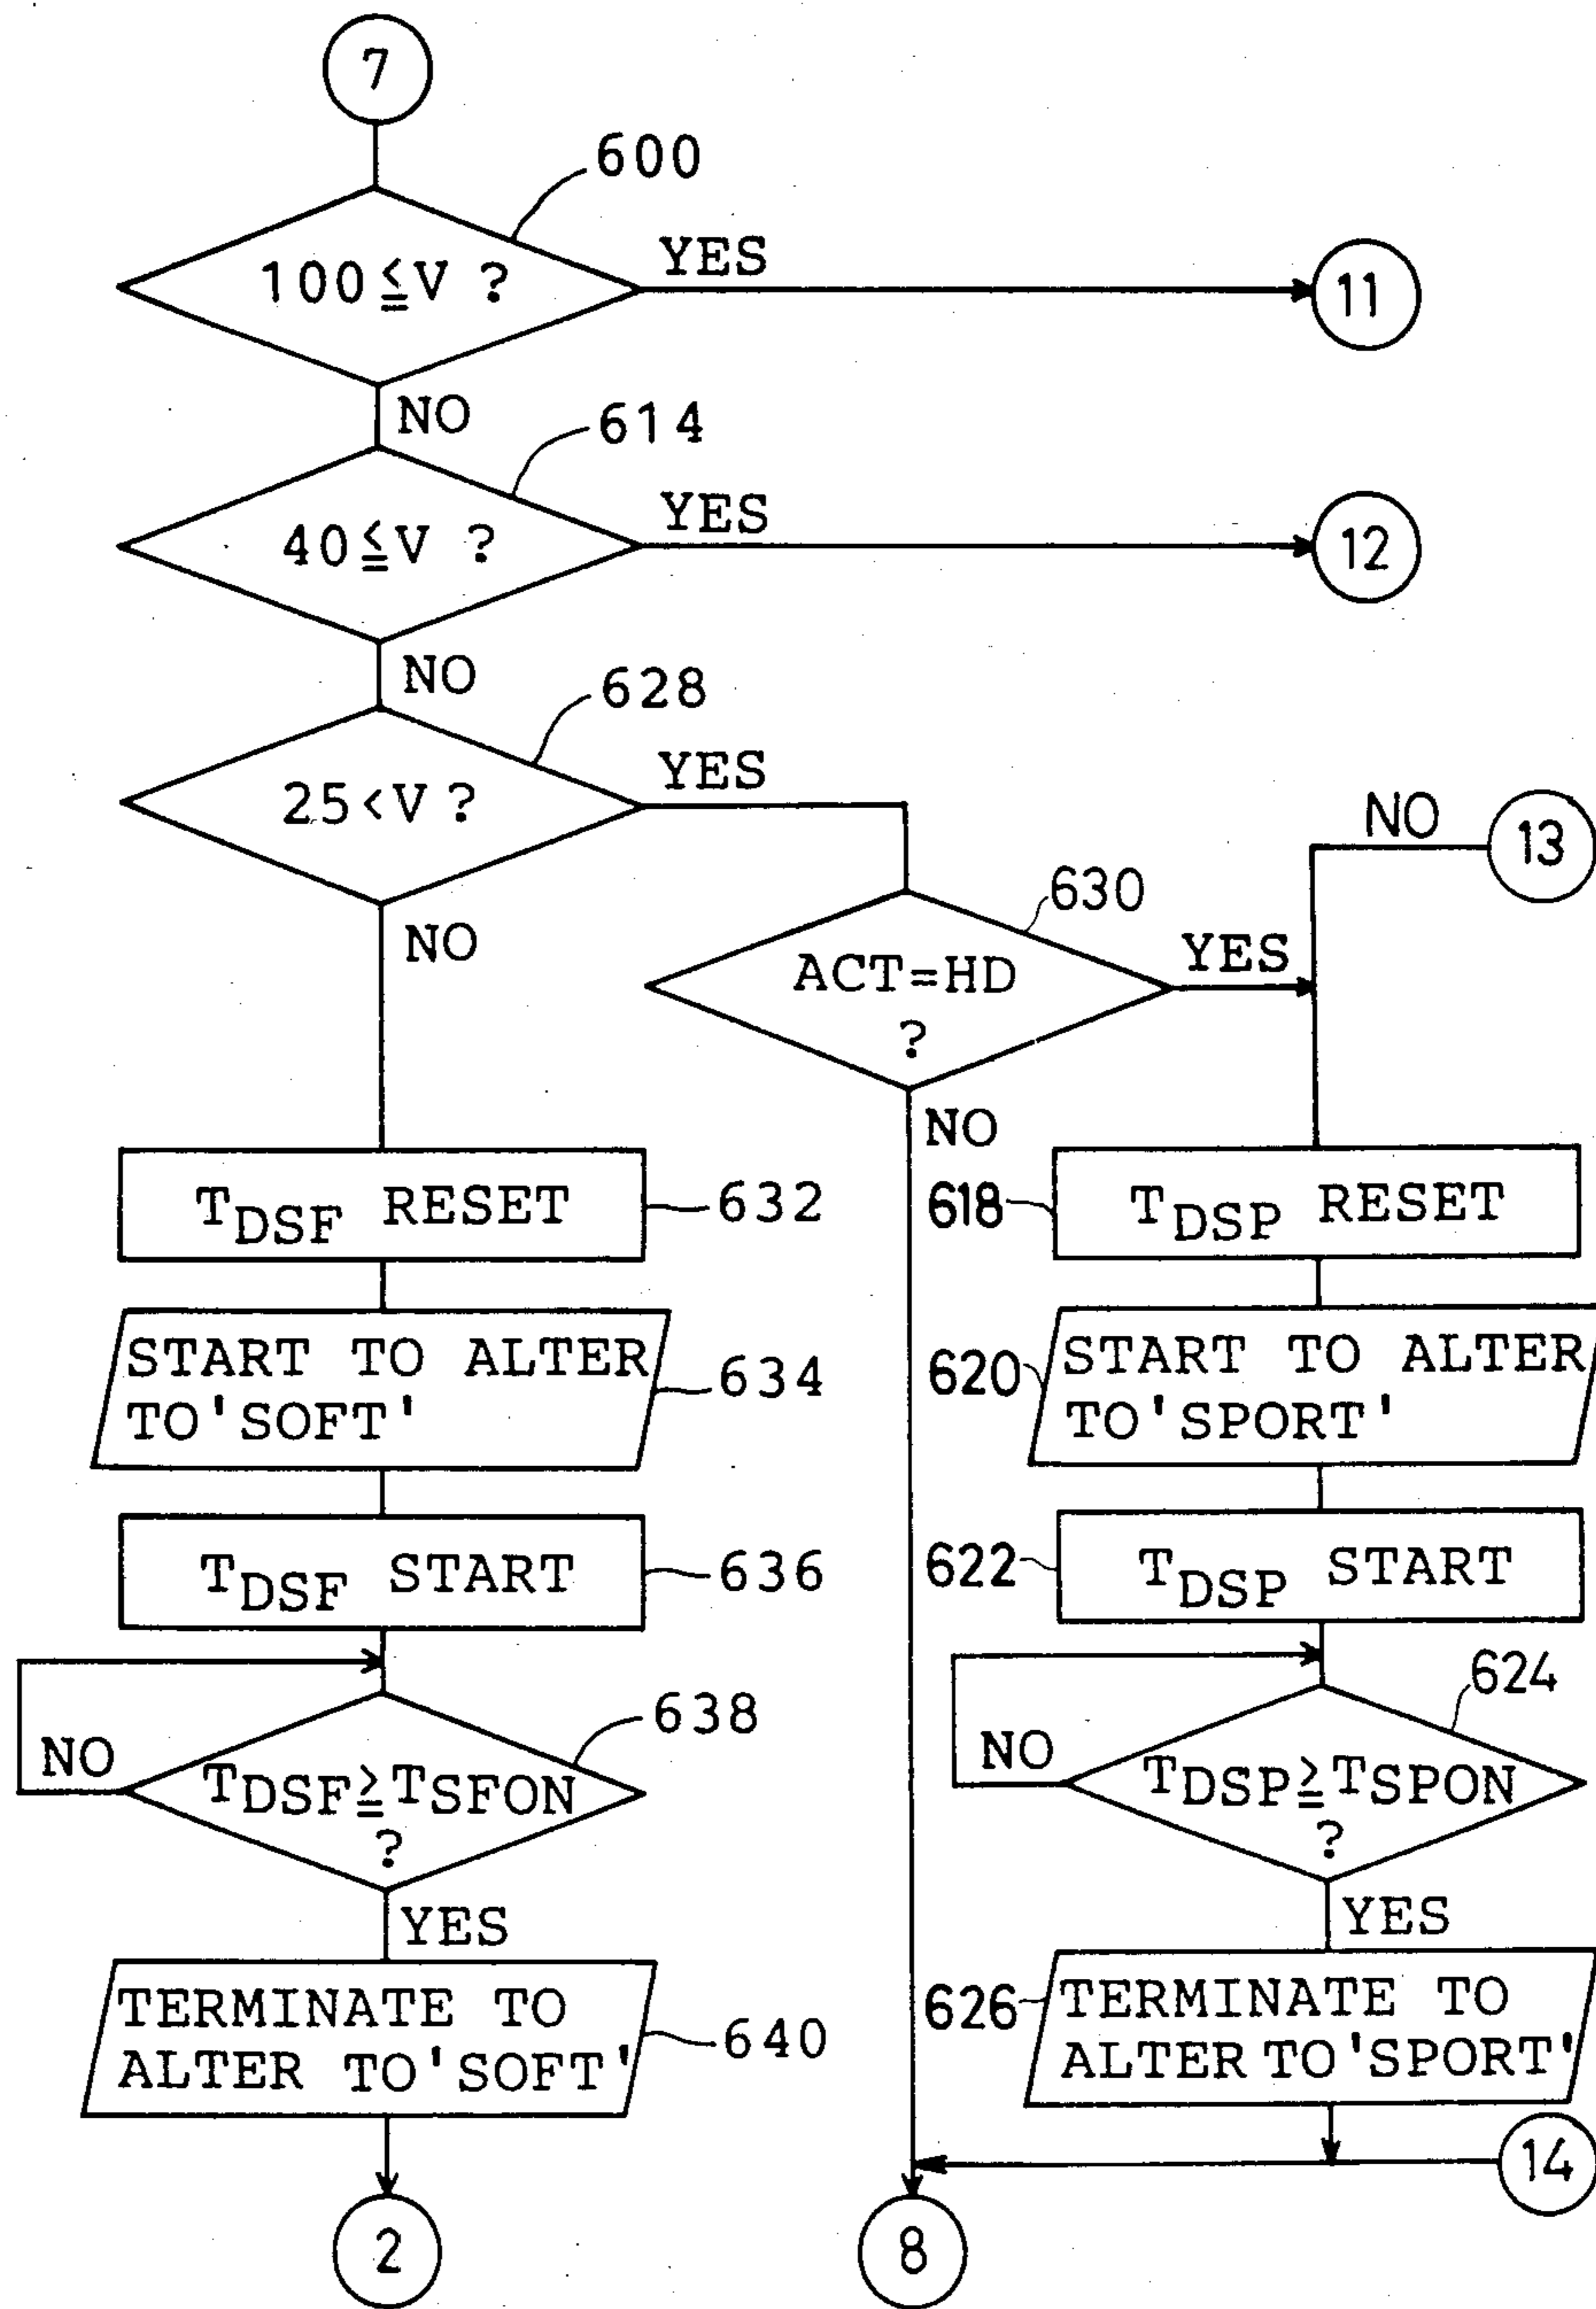 7
600
100≦V ?
YES
11
NO
614
40≦V ?
YES
12
NO
628
25<V ?
YES
NO
13
630
NO
ACT=HD
?
YES
NO
TDSF RESET
632
618
TDSP RESET
START TO ALTER
TO'SOFT'
634
620
START TO ALTER
TO'SPORT'
TDSF START
636
622
TDSP START
638
624
NO
TDSF≧TSFON
?
NO
TDSP≧TSPON
?
YES
YES
TERMINATE TO
ALTER TO'SOFT'
640
626
TERMINATE TO
ALTER TO'SPORT'
14
2
8